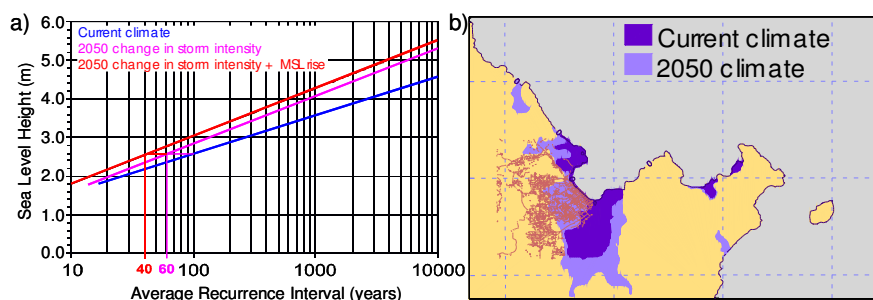 a)
Current climate
2050 change in storm intensity
2050 change in storm intensity + MSL rise
Sea Level Height (m)
6.0
5.0
4.0
3.0
2.0
1.0
0.0
10
40
60
100
1000
10000
Average Recurrence Interval (years)
b)
Current climate
2050 climate